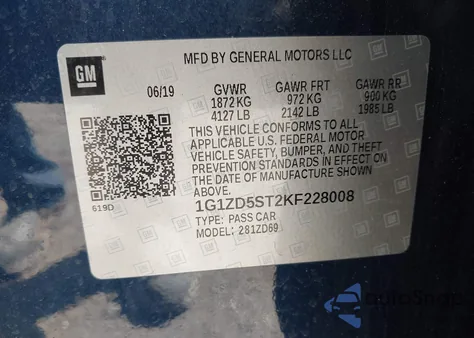 GM
MFD BY GENERAL MOTORS LLC
06/19 GVWR GAWR FRT GAWR RR
1872 KG 972 KG 900 KG
4127 LB 2142 LB 1985 LB
THIS VEHICLE CONFORMS TO ALL
APPLICABLE U.S. FEDERAL MOTOR
VEHICLE SAFETY, BUMPER, AND THEFT
PREVENTION STANDARDS IN EFFECT ON
THE DATE OF MANUFACTURE SHOWN ABOVE.
619D
1G1ZD5ST2KF228008
TYPE: PASS CAR
MODEL: 281ZD69